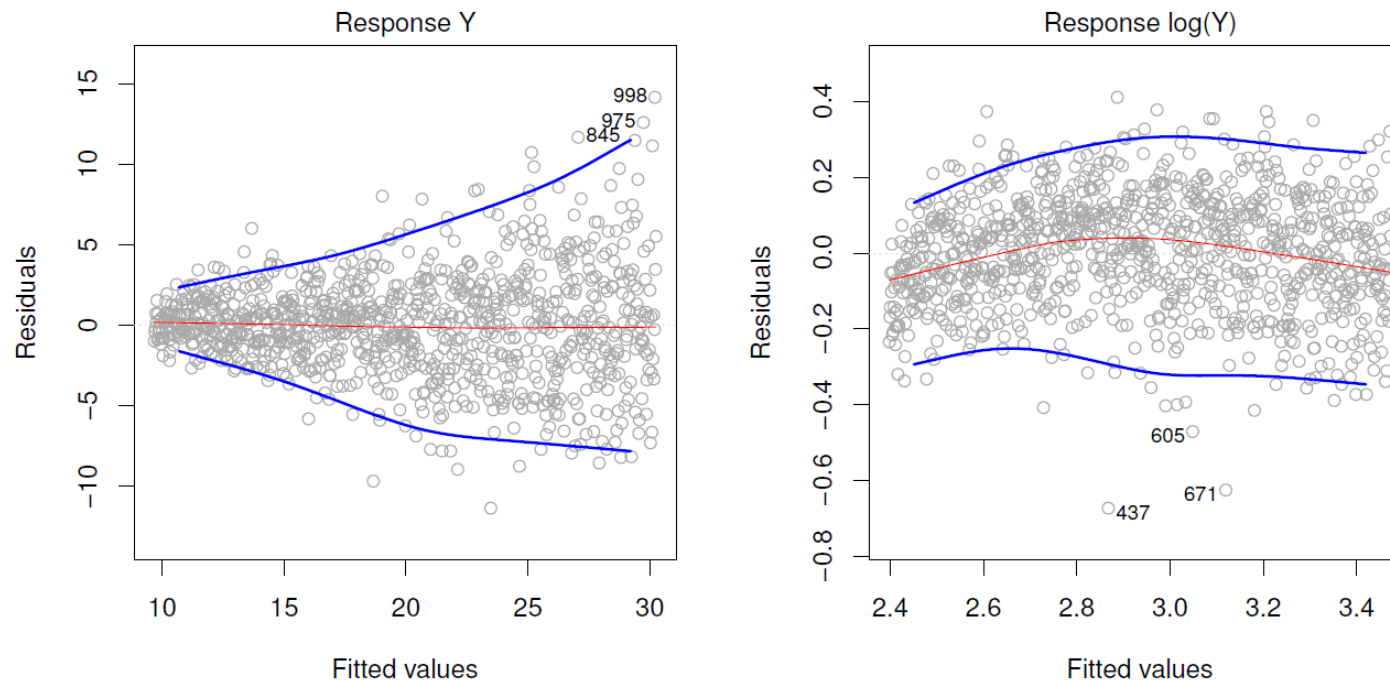 Response Y
15
10
5
0
−5
−10
Residuals
998
975
845
10 15 20 25 30
Fitted values
Response log(Y)
0.4
0.2
0.0
−0.2
−0.4
−0.6
−0.8
Residuals
605
671
437
2.4 2.6 2.8 3.0 3.2 3.4
Fitted values